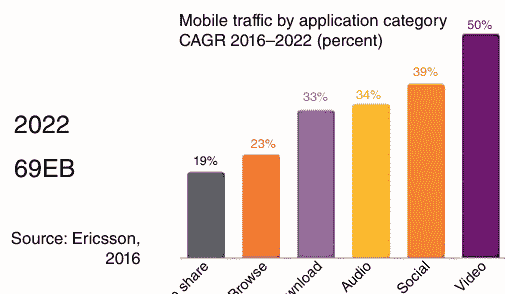 Mobile traffic by application category
CAGR 2016–2022 (percent)
50%
39%
34%
33%
23%
19%
2022
69EB
Source: Ericsson,
2016
share
Browse
Audio
Social
Video